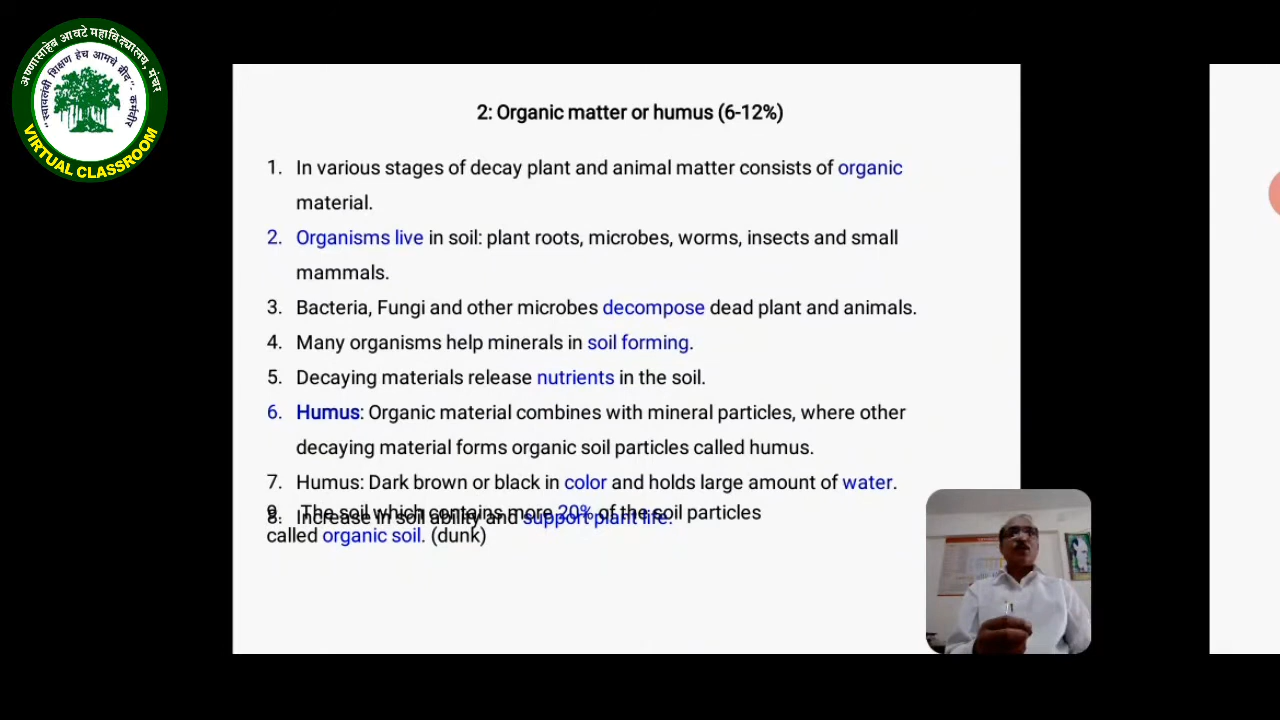 अण्णासाहेब आवटे महाविद्यालय, मंचर
"स्वावलंबी शिक्षण हेच आमचे ब्रीद"- कर्मवीर
VIRTUAL CLASSROOM
2: Organic matter or humus (6-12%)
1. In various stages of decay plant and animal matter consists of organic
material.
2. Organisms live in soil: plant roots, microbes, worms, insects and small
mammals.
3. Bacteria, Fungi and other microbes decompose dead plant and animals.
4. Many organisms help minerals in soil forming.
5. Decaying materials release nutrients in the soil.
6. Humus: Organic material combines with mineral particles, where other
decaying material forms organic soil particles called humus.
7. Humus: Dark brown or black in color and holds large amount of water.
8. Increase in soil ability and support plant life.
9. The soil which contains more 20% of the soil particles
called organic soil. (dunk)